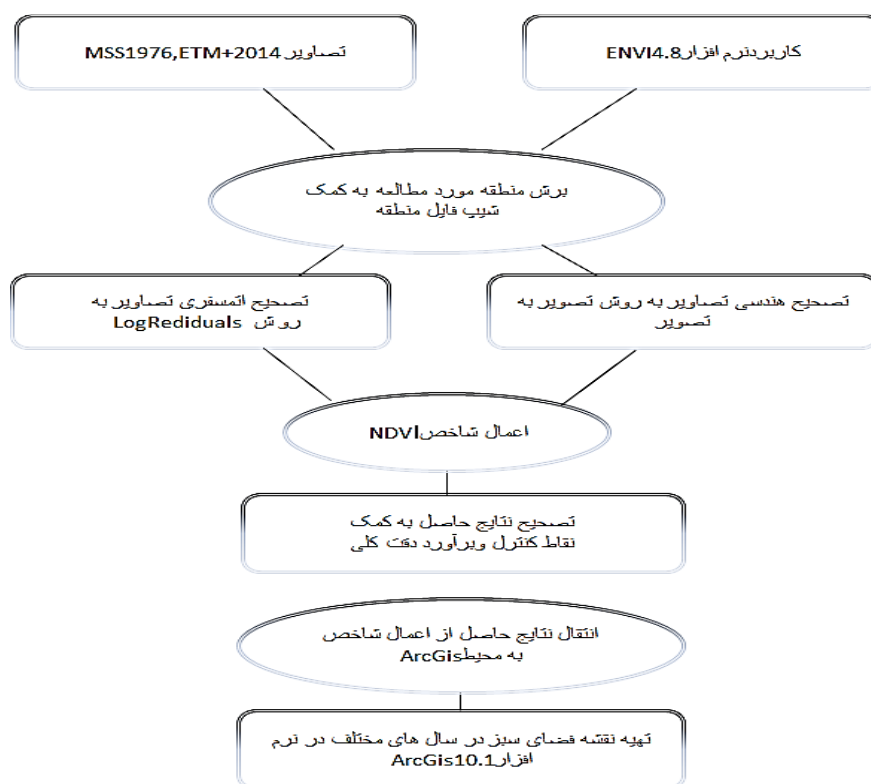 کاربردنرم افزارENVI4.8
تصاویر MSS1976,ETM+2014
برش منطقه مورد مطالعه به کمک
شیپ فایل منطقه
تصحیح هندسی تصاویر به روش تصویر به
تصویر
تصحیح اتمسفری تصاویر به
روش LogRediduals
اعمال شاخصNDVI
تصحیح نتایج حاصل به کمک
نقاط کنترل وبرآورد دقت کلی
انتقال نتایج حاصل از اعمال شاخص
به محیطArcGis
تهیه نقشه فضای سبز در سال های مختلف در نرم
افزارArcGis10.1